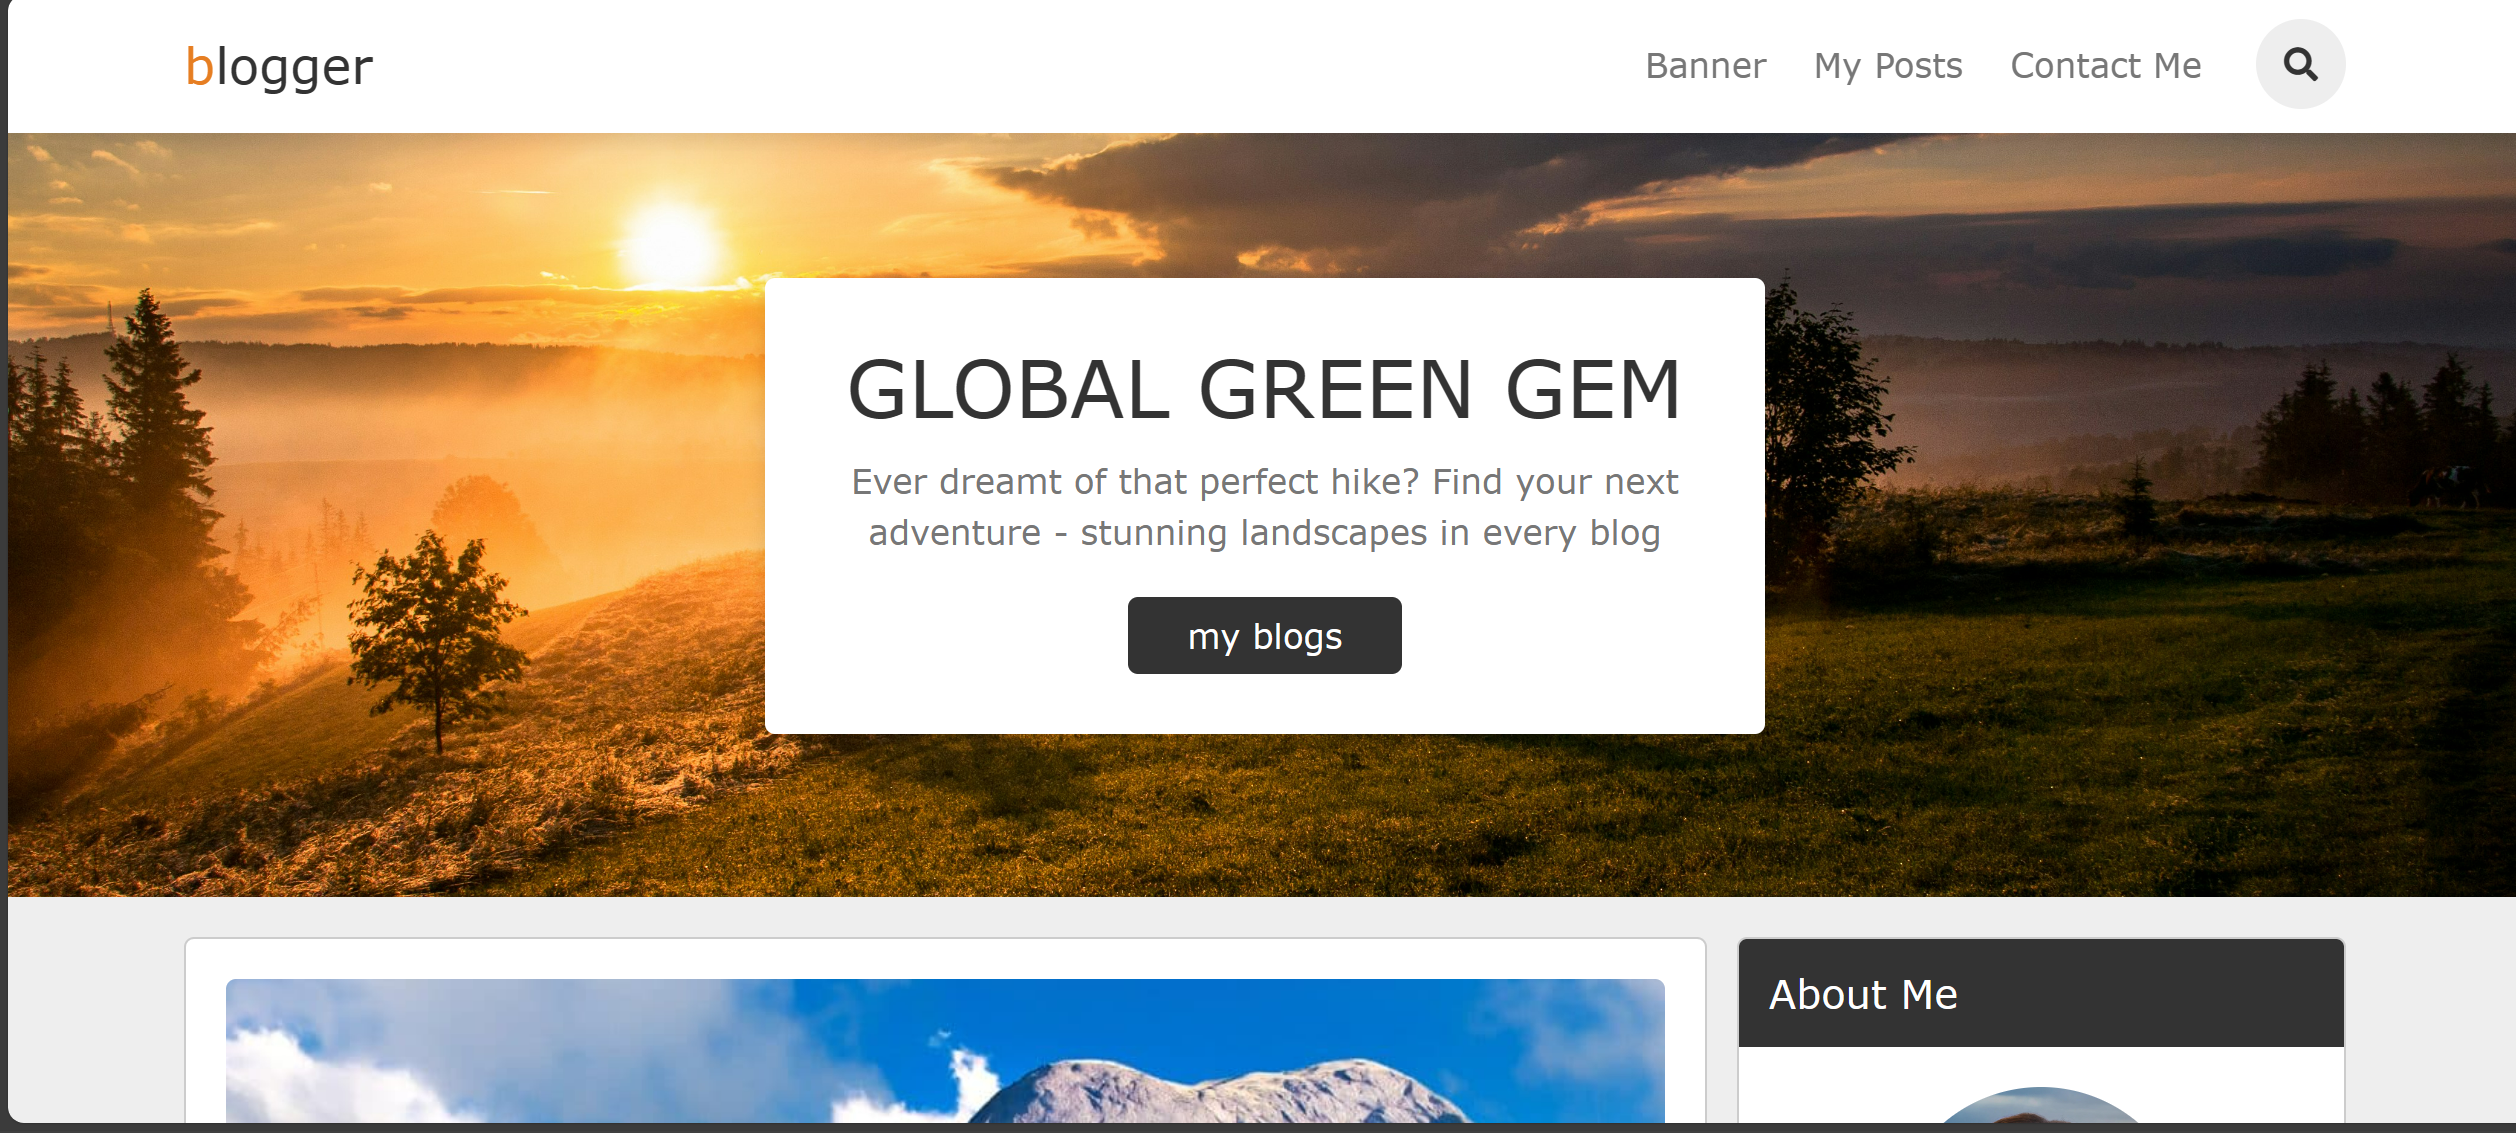 blogger
Banner
My Posts
Contact Me
GLOBAL GREEN GEM
Ever dreamt of that perfect hike? Find your next
adventure - stunning landscapes in every blog
my blogs
About Me